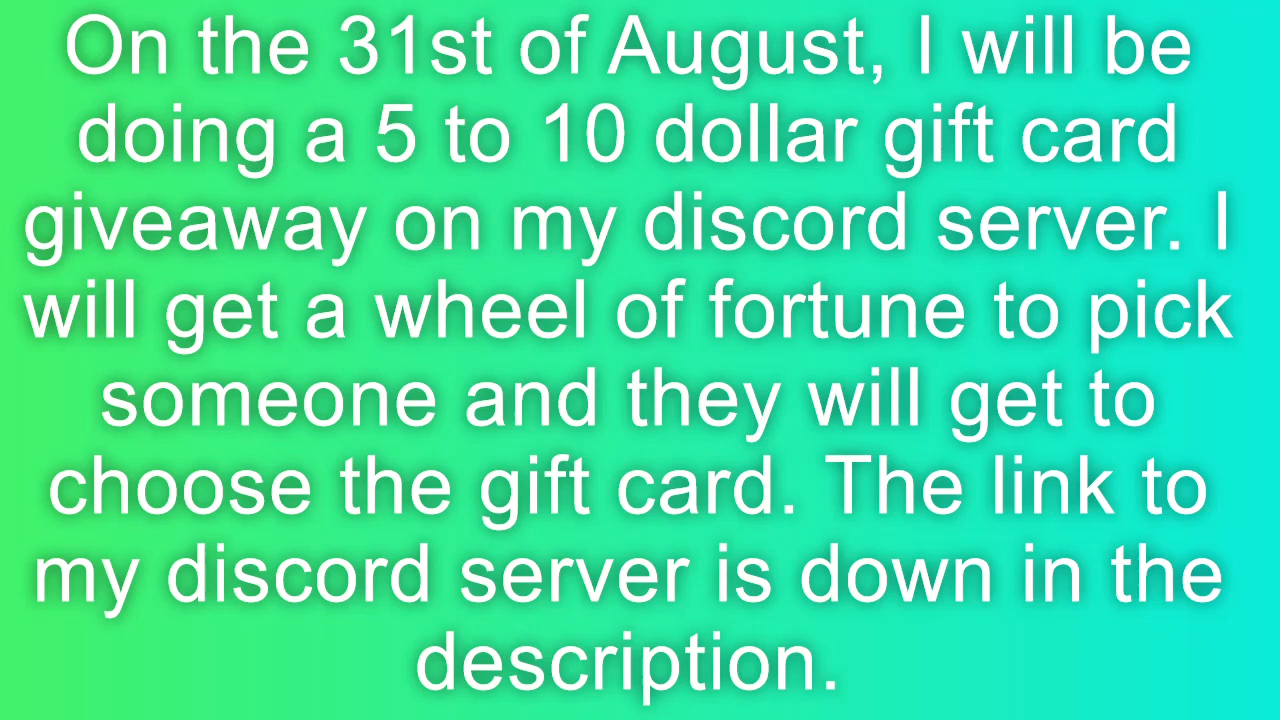 On the 31st of August, I will be
doing a 5 to 10 dollar gift card
giveaway on my discord server. I
will get a wheel of fortune to pick
someone and they will get to
choose the gift card. The link to
my discord server is down in the
description.